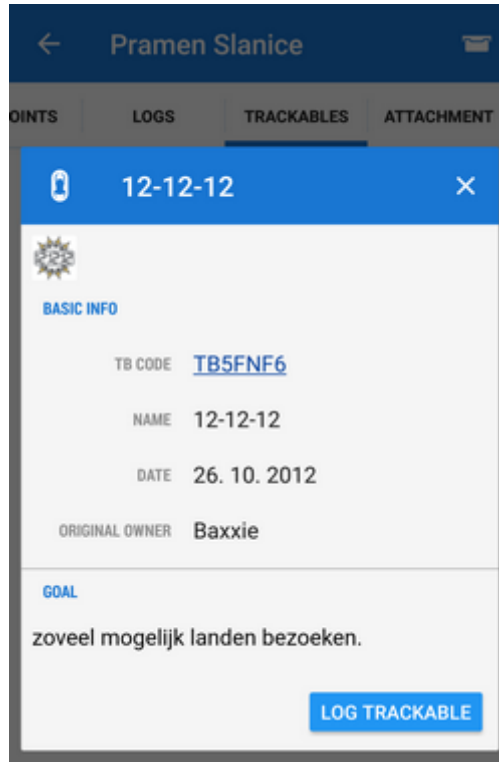 Pramen Slanice
OINTS LOGS TRACKABLES ATTACHMENT
12-12-12
BASIC INFO
TB CODE TB5FNF6
NAME 12-12-12
DATE 26. 10. 2012
ORIGINAL OWNER Baxxie
GOAL
zoveel mogelijk landen bezoeken.
LOG TRACKABLE